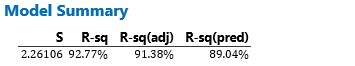 Model Summary
S R-sq R-sq(adj) R-sq(pred)
2.26106 92.77% 91.38% 89.04%